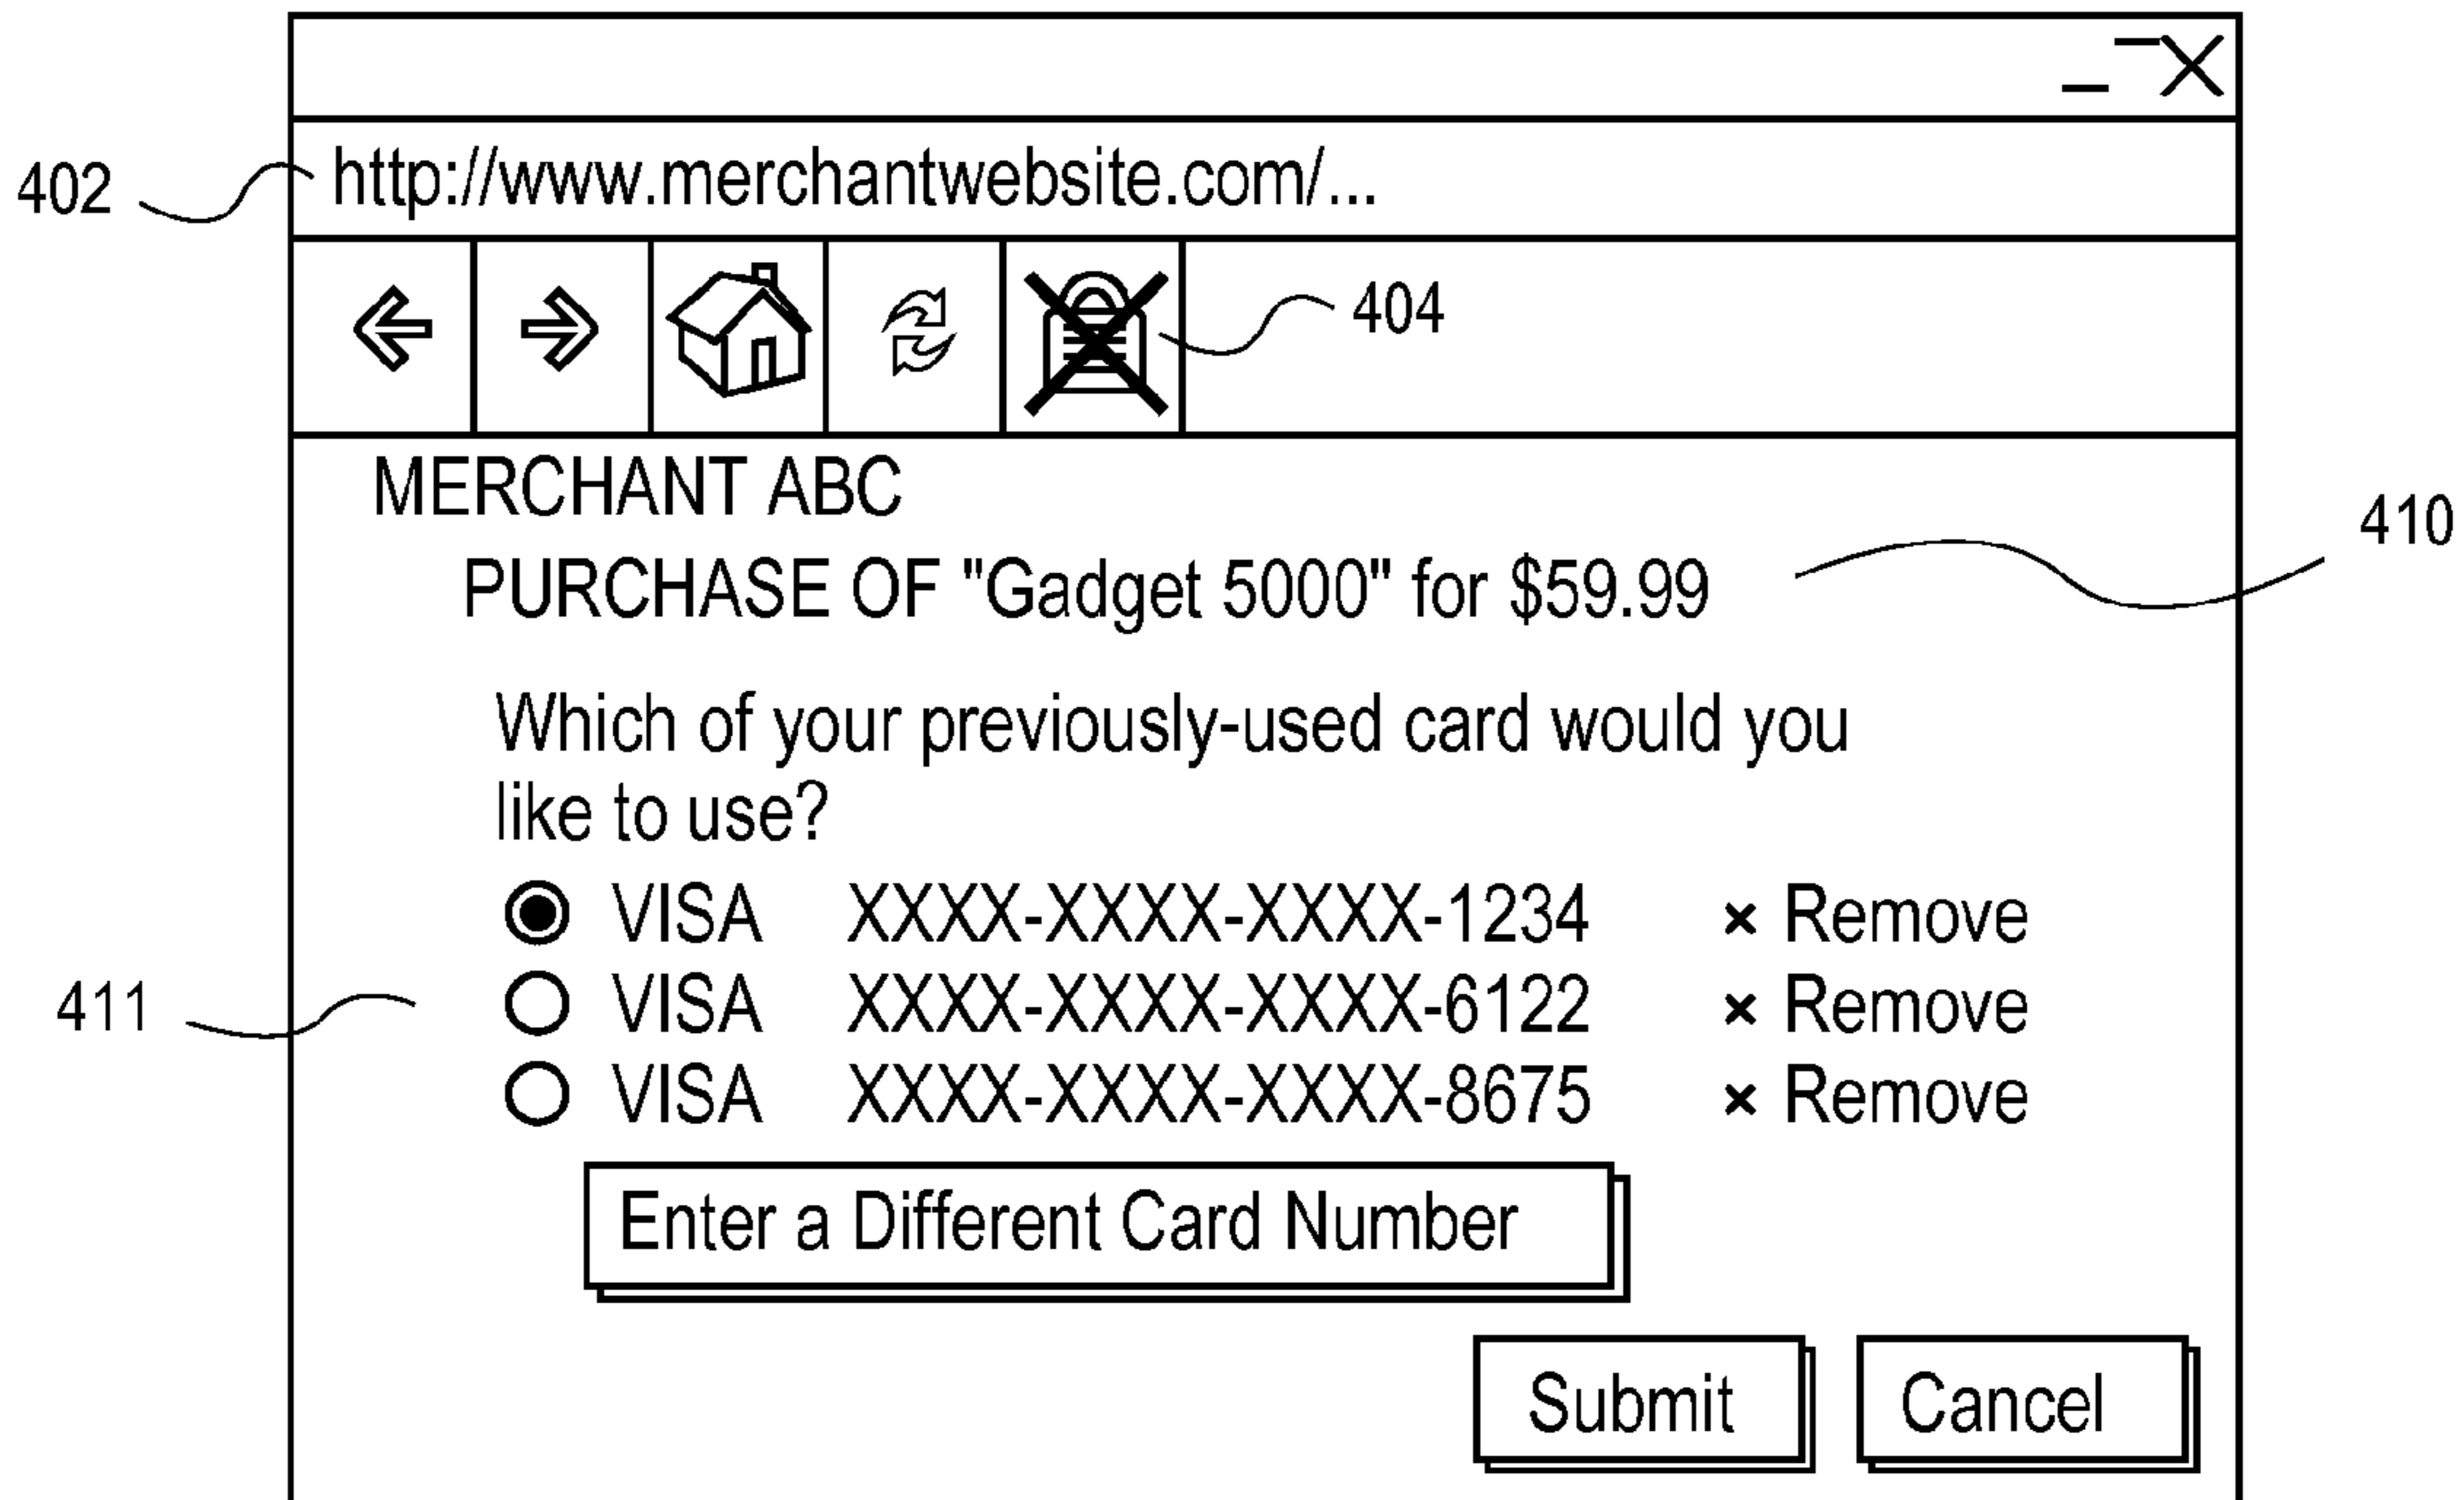 402
http://www.merchantwebsite.com/...
404
MERCHANT ABC
410
PURCHASE OF "Gadget 5000" for $59.99
Which of your previously-used card would you
like to use?
VISA XXXX-XXXX-XXXX-1234 × Remove
411
VISA XXXX-XXXX-XXXX-6122 × Remove
VISA XXXX-XXXX-XXXX-8675 × Remove
Enter a Different Card Number
Submit Cancel